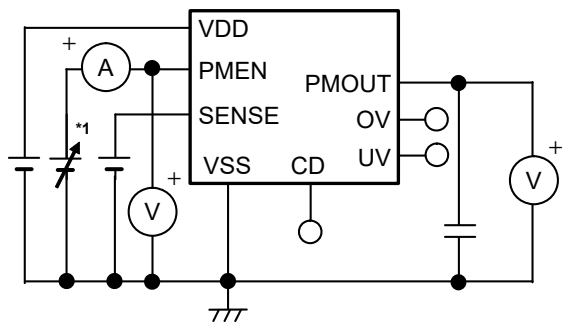 VDD
+
A
PMEN
PMOUT
*1
SENSE
OV
+
VSS
CD
UV
+
V
V